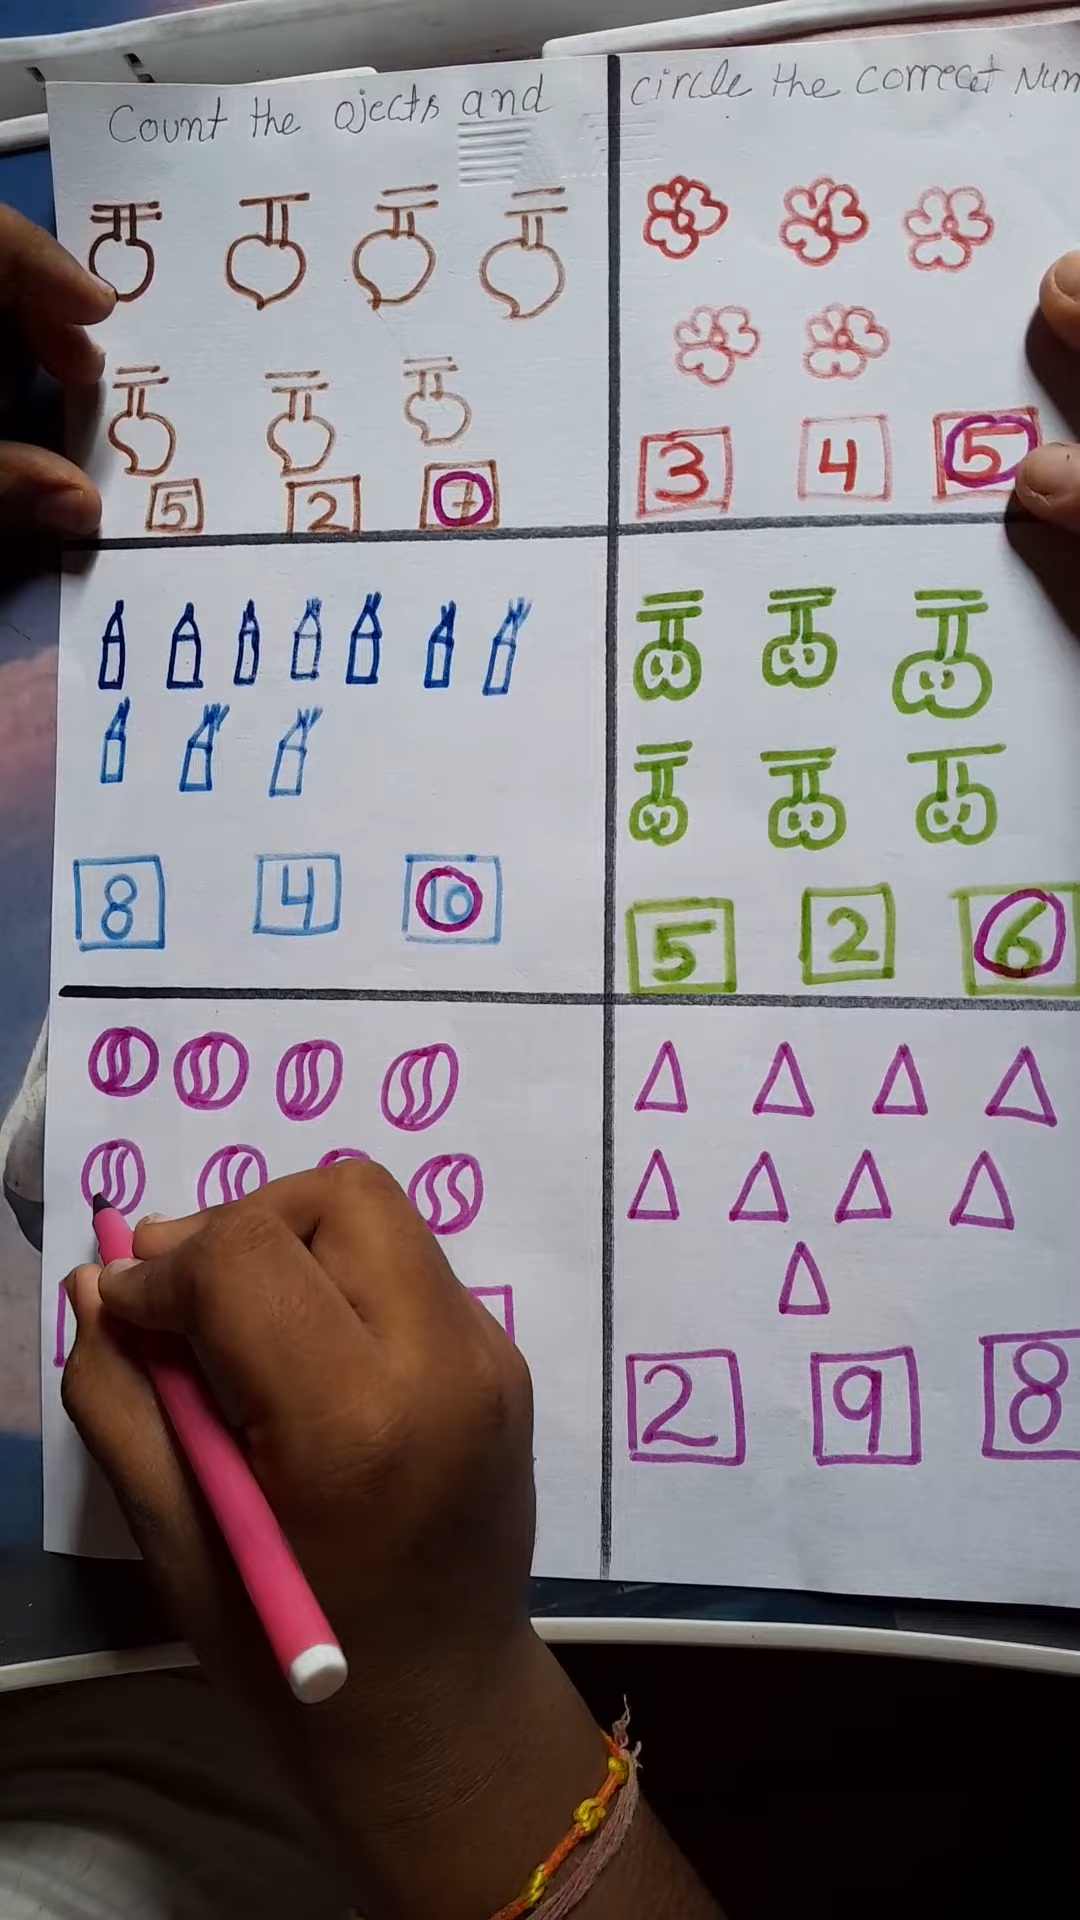 Count the ojects and circle the correct Num
5 2 7
3 4 5
8 4 10
5 2 6
2 9 8